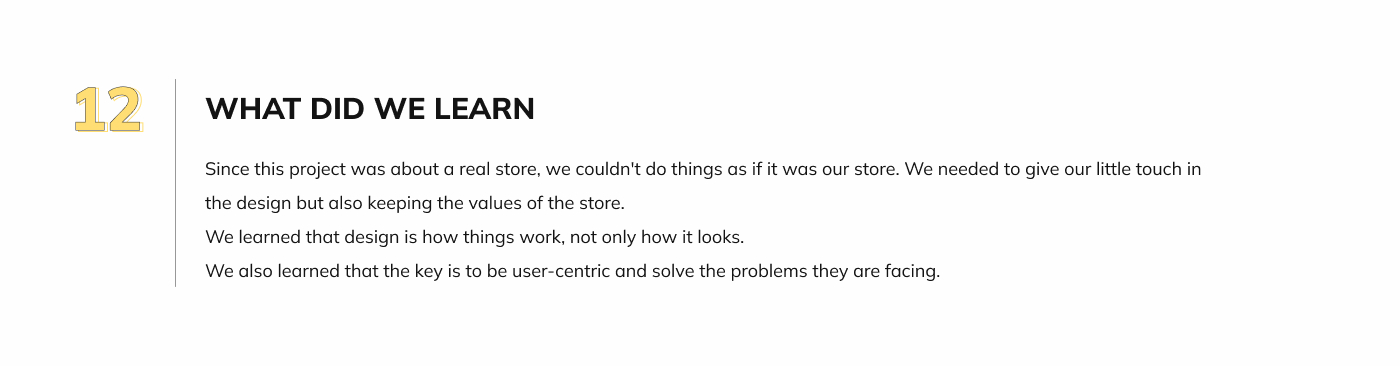 12
WHAT DID WE LEARN
Since this project was about a real store, we couldn't do things as if it was our store. We needed to give our little touch in
the design but also keeping the values of the store.
We learned that design is how things work, not only how it looks.
We also learned that the key is to be user-centric and solve the problems they are facing.